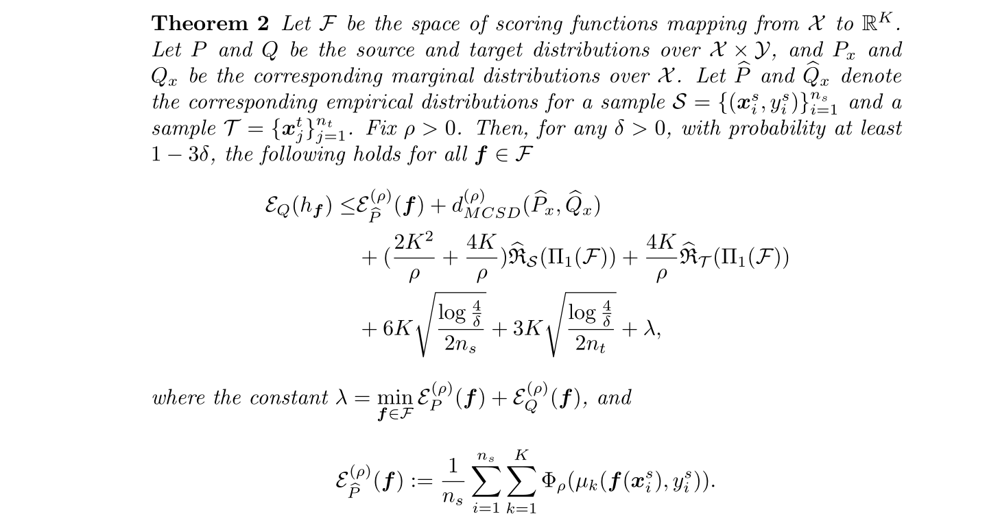 Theorem 2 Let $\mathcal{F}$ be the space of scoring functions mapping from $\mathcal{X}$ to $\mathbb{R}^K$.
Let $P$ and $Q$ be the source and target distributions over $\mathcal{X} \times \mathcal{Y}$, and $P_x$ and
$Q_x$ be the corresponding marginal distributions over $\mathcal{X}$. Let $\widehat{P}$ and $\widehat{Q}_x$ denote
the corresponding empirical distributions for a sample $\mathcal{S} = \{(\boldsymbol{x}_i^s, y_i^s)\}_{i=1}^{n_s}$ and a
sample $\mathcal{T} = \{\boldsymbol{x}_j^t\}_{j=1}^{n_t}$. Fix $\rho > 0$. Then, for any $\delta > 0$, with probability at least
$1 - 3\delta$, the following holds for all $\boldsymbol{f} \in \mathcal{F}$
$\mathcal{E}_Q(h_{\boldsymbol{f}}) \leq \mathcal{E}_{\widehat{P}}^{(\rho)}(\boldsymbol{f}) + d_{MCSD}^{(\rho)}(\widehat{P}_x, \widehat{Q}_x)$
$+ (\frac{2K^2}{\rho} + \frac{4K}{\rho})\widehat{\mathfrak{R}}_{\mathcal{S}}(\Pi_1(\mathcal{F})) + \frac{4K}{\rho}\widehat{\mathfrak{R}}_{\mathcal{T}}(\Pi_1(\mathcal{F}))$
$+ 6K\sqrt{\frac{\log \frac{4}{\delta}}{2n_s}} + 3K\sqrt{\frac{\log \frac{4}{\delta}}{2n_t}} + \lambda,$
where the constant $\lambda = \min_{\boldsymbol{f} \in \mathcal{F}} \mathcal{E}_P^{(\rho)}(\boldsymbol{f}) + \mathcal{E}_Q^{(\rho)}(\boldsymbol{f})$, and
$\mathcal{E}_{\widehat{P}}^{(\rho)}(\boldsymbol{f}) := \frac{1}{n_s} \sum_{i=1}^{n_s} \sum_{k=1}^{K} \Phi_\rho(\mu_k(\boldsymbol{f}(\boldsymbol{x}_i^s), y_i^s)).$